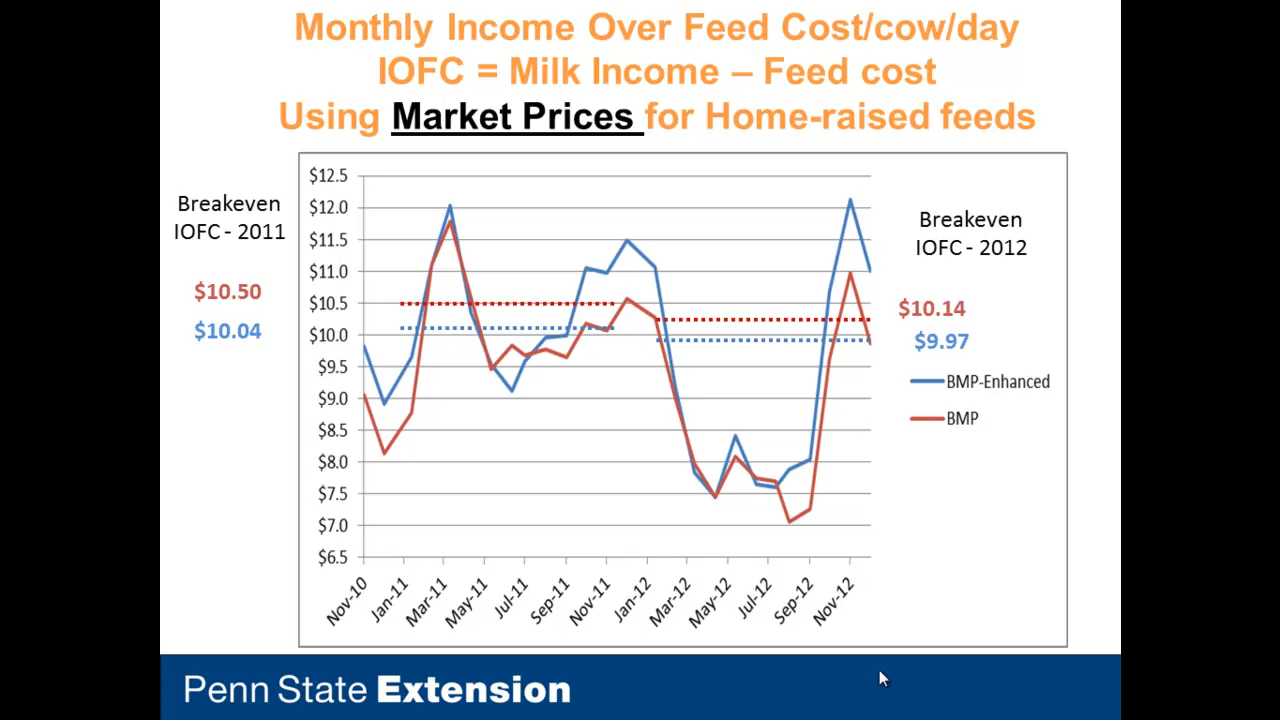 Monthly Income Over Feed Cost/cow/day
IOFC = Milk Income – Feed cost
Using Market Prices for Home-raised feeds
Breakeven
IOFC - 2011
$10.50
$10.04
$12.5
$12.0
$11.5
$11.0
$10.5
$10.0
$9.5
$9.0
$8.5
$8.0
$7.5
$7.0
$6.5
Nov-10
Jan-11
Mar-11
May-11
Jul-11
Sep-11
Nov-11
Jan-12
Mar-12
May-12
Jul-12
Sep-12
Nov-12
Breakeven
IOFC - 2012
$10.14
$9.97
BMP-Enhanced
BMP
Penn State Extension